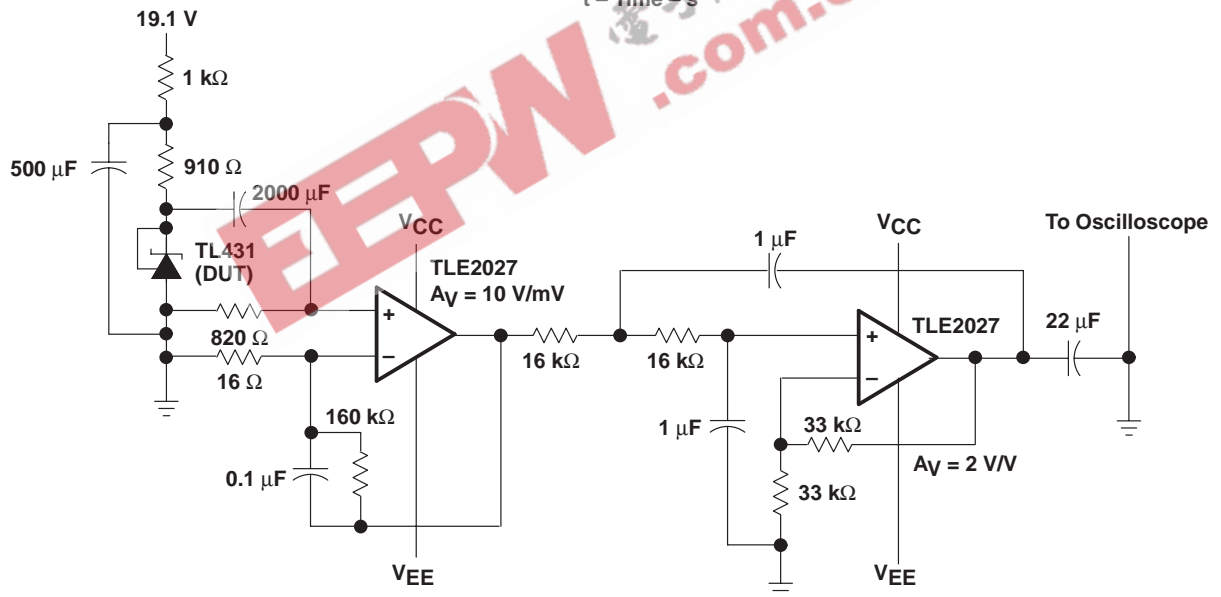 t – Time – s
19.1 V
1 kΩ
500 μF
910 Ω
2000 μF
TL431
(DUT)
820 Ω
16 Ω
160 kΩ
0.1 μF
VCC
TLE2027
AV = 10 V/mV
VEE
16 kΩ
16 kΩ
1 μF
1 μF
VCC
TLE2027
33 kΩ
33 kΩ
AV = 2 V/V
VEE
22 μF
To Oscilloscope
EEPW
.com.